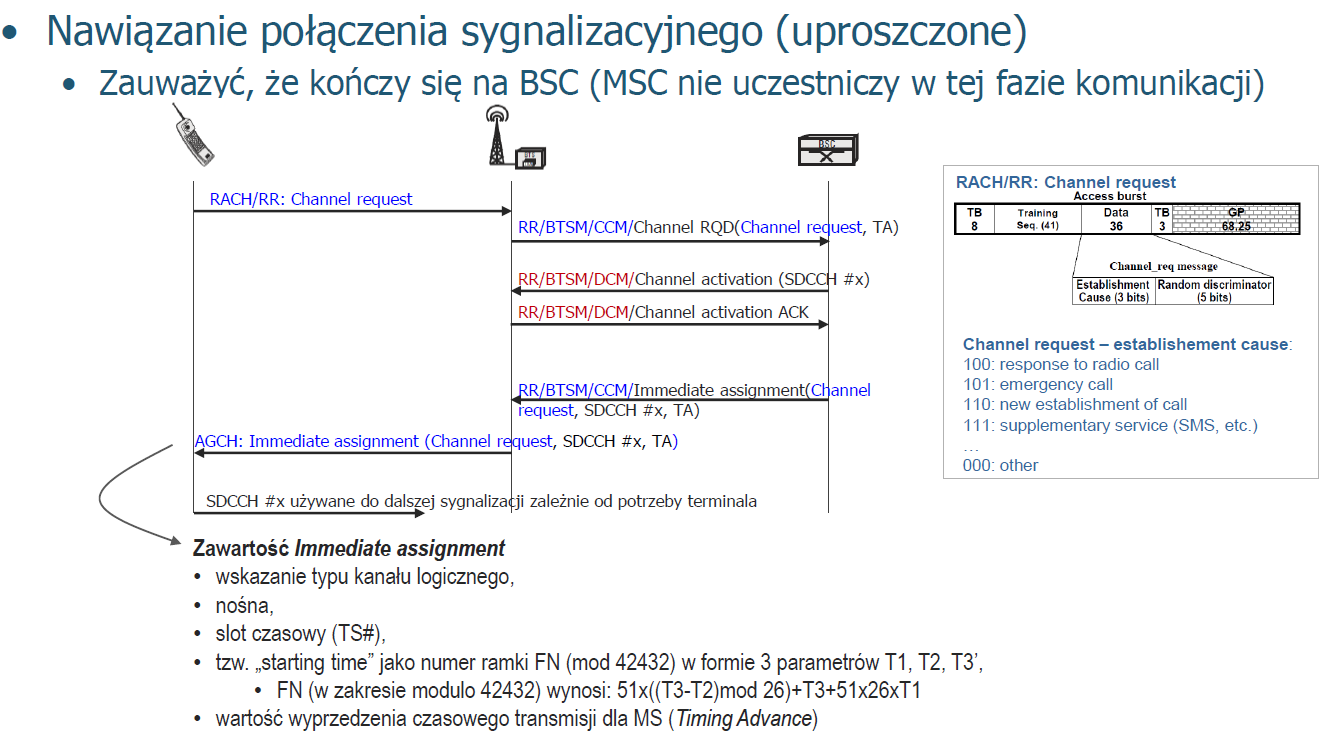 • Nawiązanie połączenia sygnalizacyjnego (uproszczone)
• Zauważyć, że kończy się na BSC (MSC nie uczestniczy w tej fazie komunikacji)
BTS
BSC
RACH/RR: Channel request
RR/BTSM/CCM/Channel RQD(Channel request, TA)
RR/BTSM/DCM/Channel activation (SDCCH #x)
RR/BTSM/DCM/Channel activation ACK
RR/BTSM/CCM/Immediate assignment(Channel
request, SDCCH #x, TA)
AGCH: Immediate assignment (Channel request, SDCCH #x, TA)
SDCCH #x używane do dalszej sygnalizacji zależnie od potrzeby terminala
RACH/RR: Channel request
Access burst
TB Training Data TB GP
8 Seq. (41) 36 3 68,25
Channel_req message
Establishment Random discriminator
Cause (3 bits) (5 bits)
Channel request – establishement cause:
100: response to radio call
101: emergency call
110: new establishment of call
111: supplementary service (SMS, etc.)
…
000: other
Zawartość Immediate assignment
• wskazanie typu kanału logicznego,
• nośna,
• slot czasowy (TS#),
• tzw. „starting time” jako numer ramki FN (mod 42432) w formie 3 parametrów T1, T2, T3’,
• FN (w zakresie modulo 42432) wynosi: 51x((T3-T2)mod 26)+T3+51x26xT1
• wartość wyprzedzenia czasowego transmisji dla MS (Timing Advance)